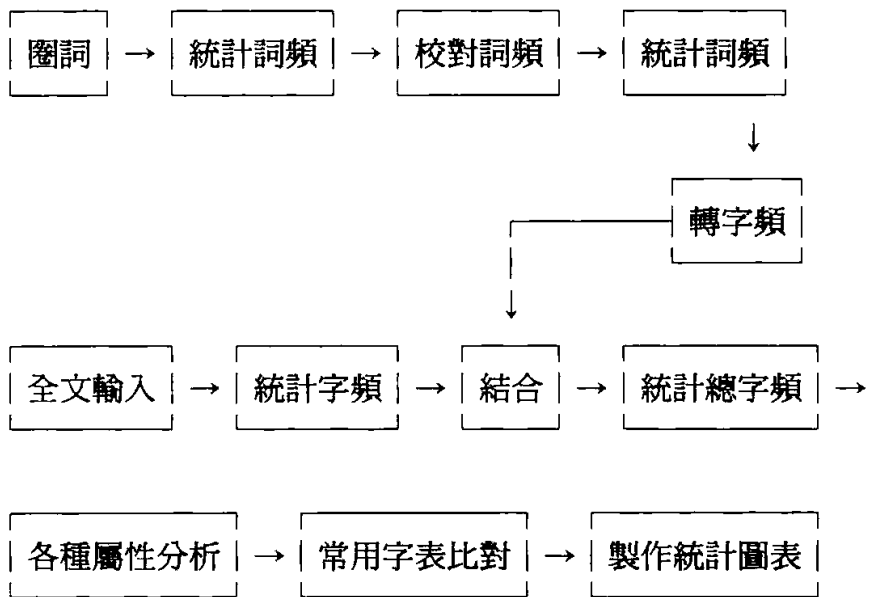 圈詞 → 統計詞頻 → 校對詞頻 → 統計詞頻
↓
轉字頻
↓
全文輸入 → 統計字頻 → 結合 → 統計總字頻 →
各種屬性分析 → 常用字表比對 → 製作統計圖表